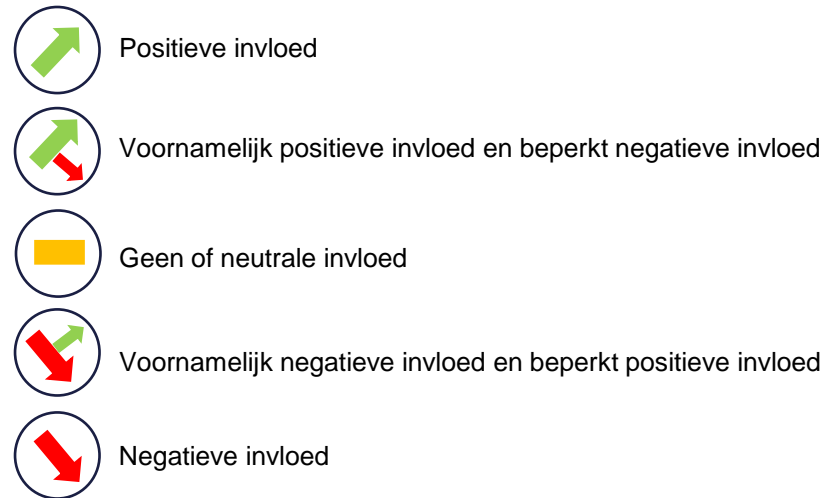 Positieve invloed
Voornamelijk positieve invloed en beperkt negatieve invloed
Geen of neutrale invloed
Voornamelijk negatieve invloed en beperkt positieve invloed
Negatieve invloed